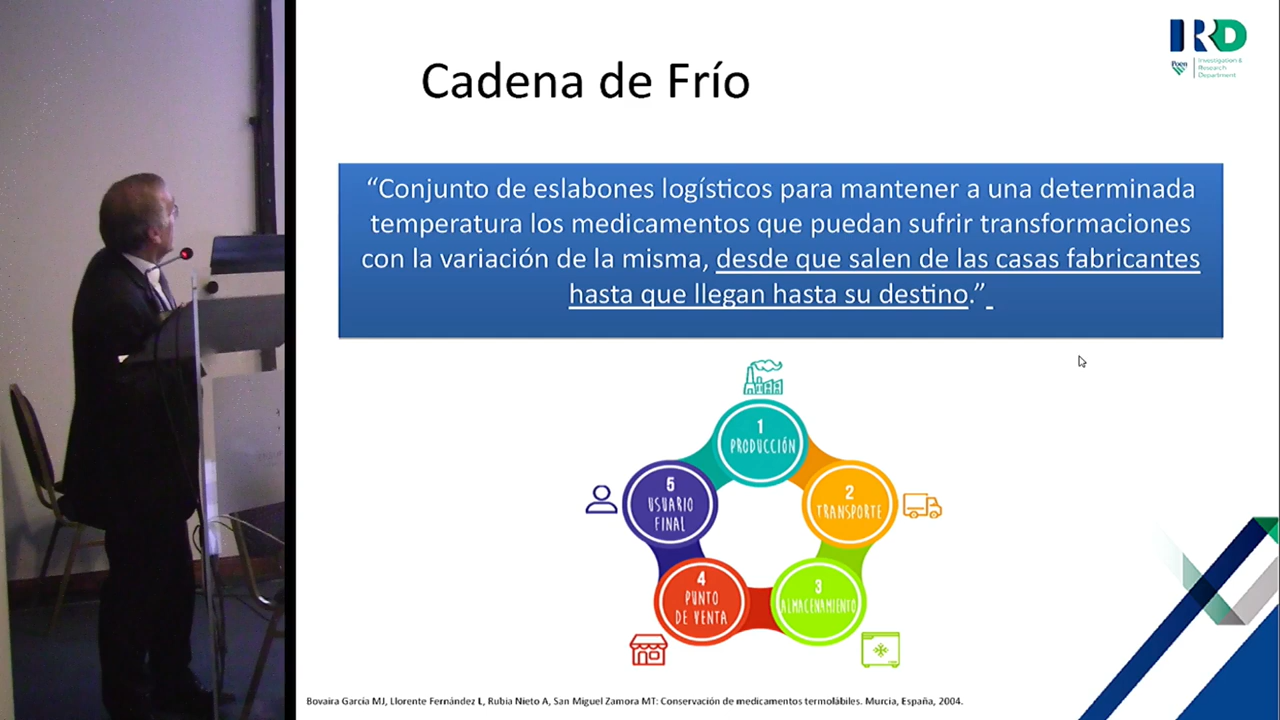 Cadena de Frío
IRD
Poen
Investigation &
Research
Department
“Conjunto de eslabones logísticos para mantener a una determinada
temperatura los medicamentos que puedan sufrir transformaciones
con la variación de la misma, desde que salen de las casas fabricantes
hasta que llegan hasta su destino.”
1
PRODUCCIÓN
2
TRANSPORTE
3
ALMACENAMIENTO
4
PUNTO
DE VENTA
5
USUARIO
FINAL
Bovaira García MJ, Llorente Fernández L, Rubia Nieto A, San Miguel Zamora MT: Conservación de medicamentos termolábiles. Murcia, España, 2004.